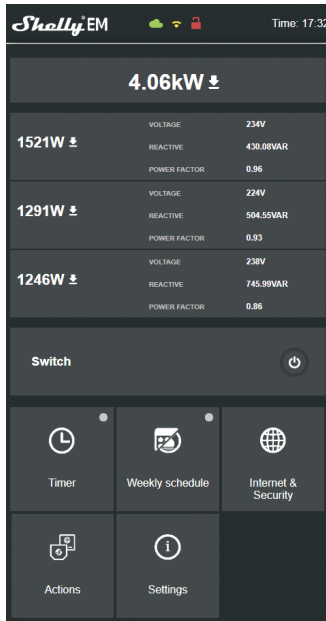 Shelly EM Time: 17:32
4.06kW
1521W
VOLTAGE 234V
REACTIVE 430.08VAR
POWER FACTOR 0.96
1291W
VOLTAGE 224V
REACTIVE 504.55VAR
POWER FACTOR 0.93
1246W
VOLTAGE 238V
REACTIVE 745.99VAR
POWER FACTOR 0.86
Switch
Timer
Weekly schedule
Internet &
Security
Actions
Settings